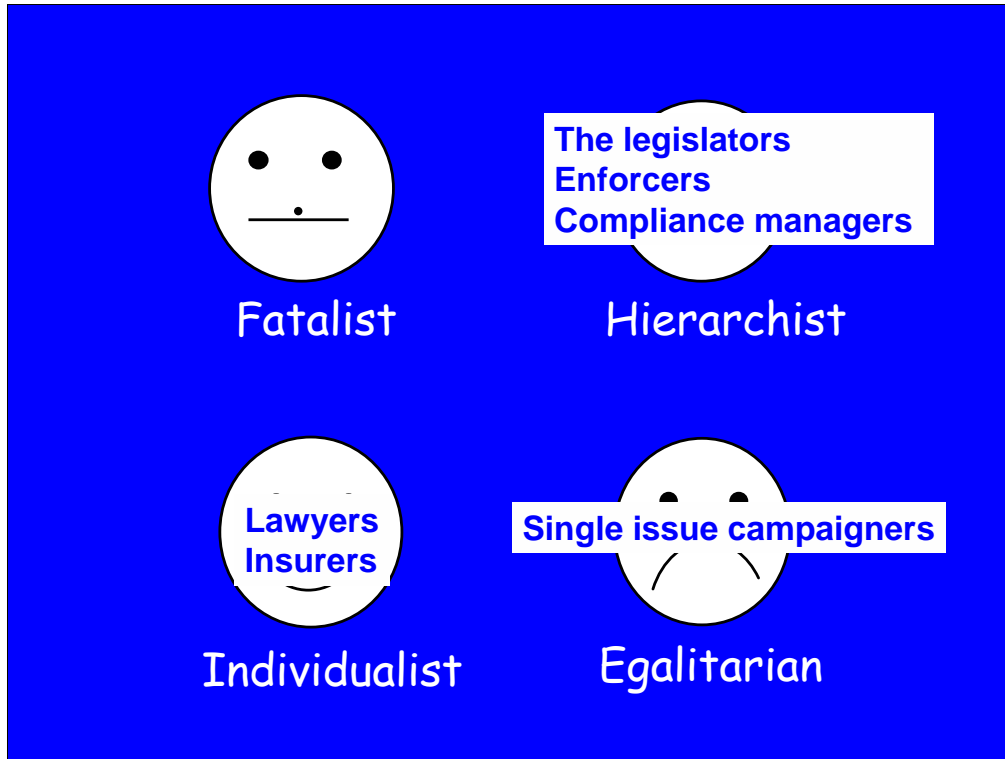 The legislators
Enforcers
Compliance managers
Fatalist
Hierarchist
Lawyers
Insurers
Single issue campaigners
Individualist
Egalitarian